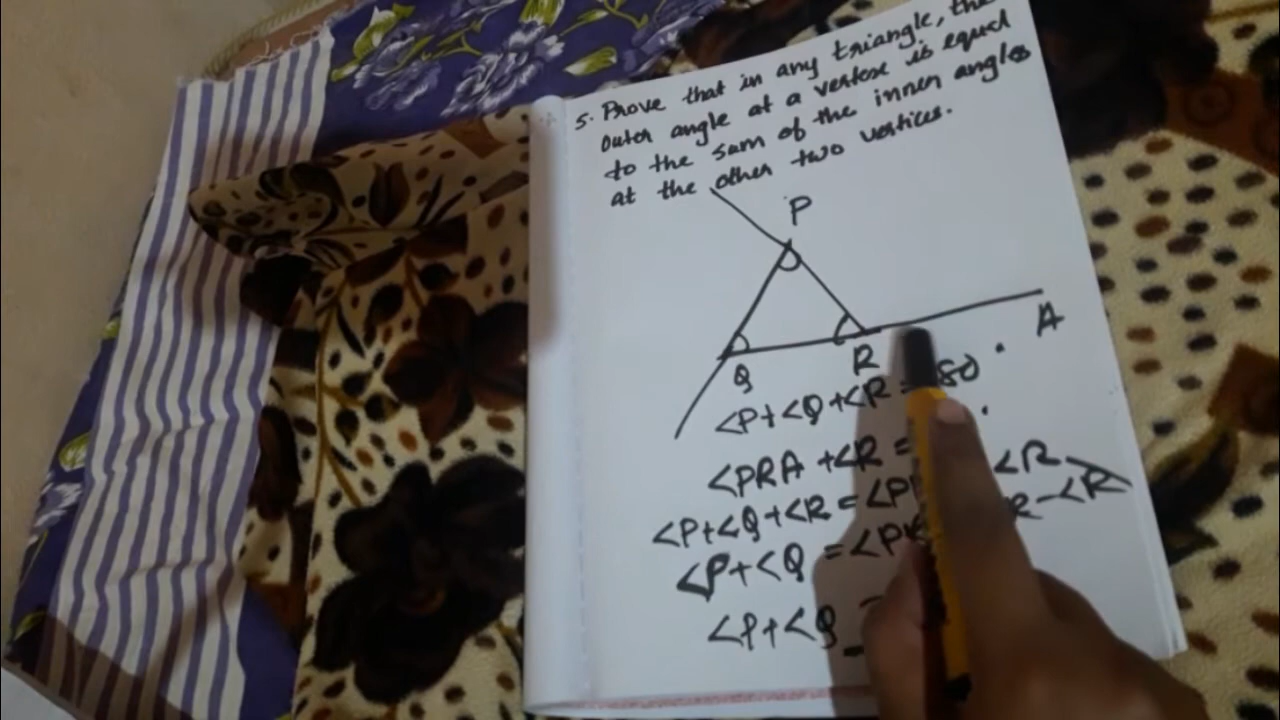 5. Prove that in any triangle, the
outer angle at a vertex is equal
to the sum of the inner angles
at the other two vertices.
P
A
Q
R
<P+<Q+<R = 80
<PRA +<R =
<P+<Q+<R = <P <R
<P+<Q = <P R-<R
<P+<Q